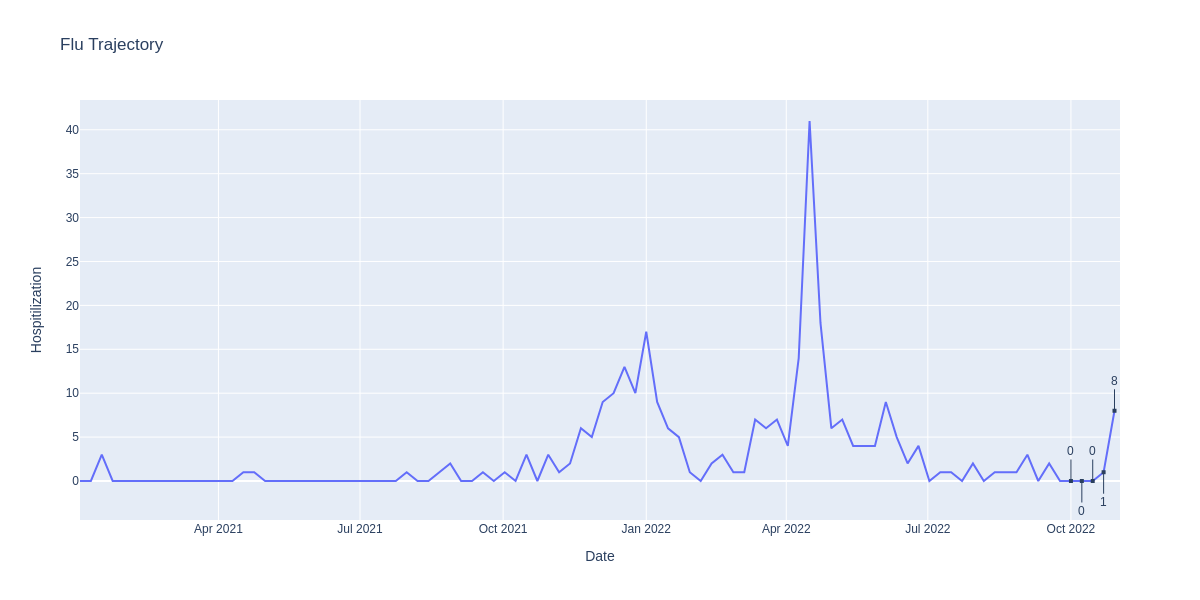 Flu Trajectory
40
35
30
25
20
15
10
5
0
Hospitilization
0
0
0
1
8
Apr 2021
Jul 2021
Oct 2021
Jan 2022
Apr 2022
Jul 2022
Oct 2022
Date